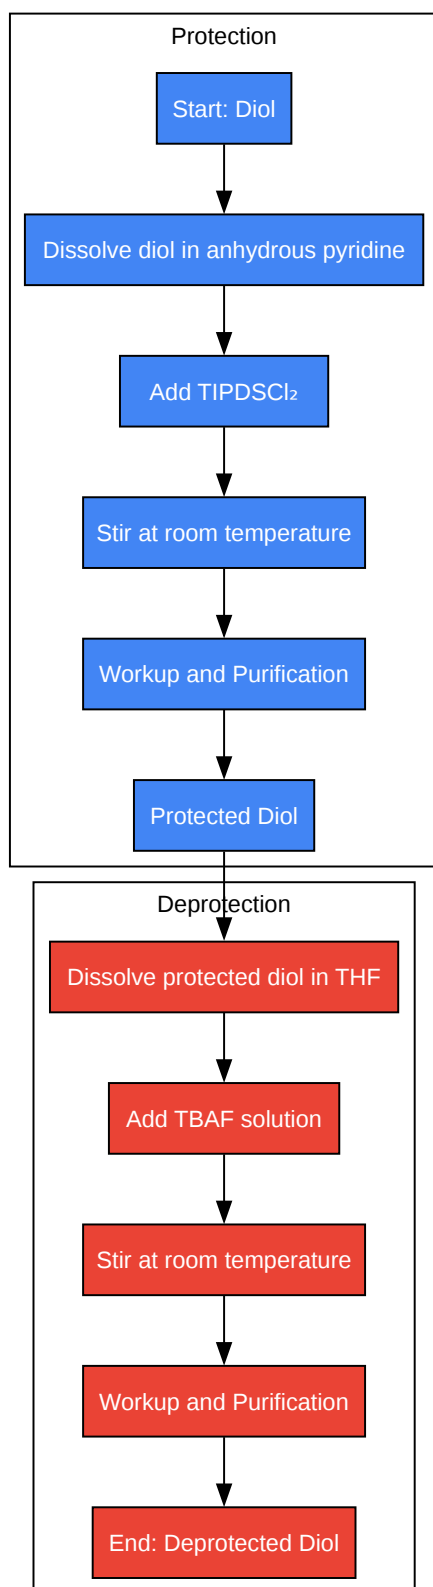 Protection
Start: Diol
Dissolve diol in anhydrous pyridine
Add TIPDSCl₂
Stir at room temperature
Workup and Purification
Protected Diol
Deprotection
Dissolve protected diol in THF
Add TBAF solution
Stir at room temperature
Workup and Purification
End: Deprotected Diol